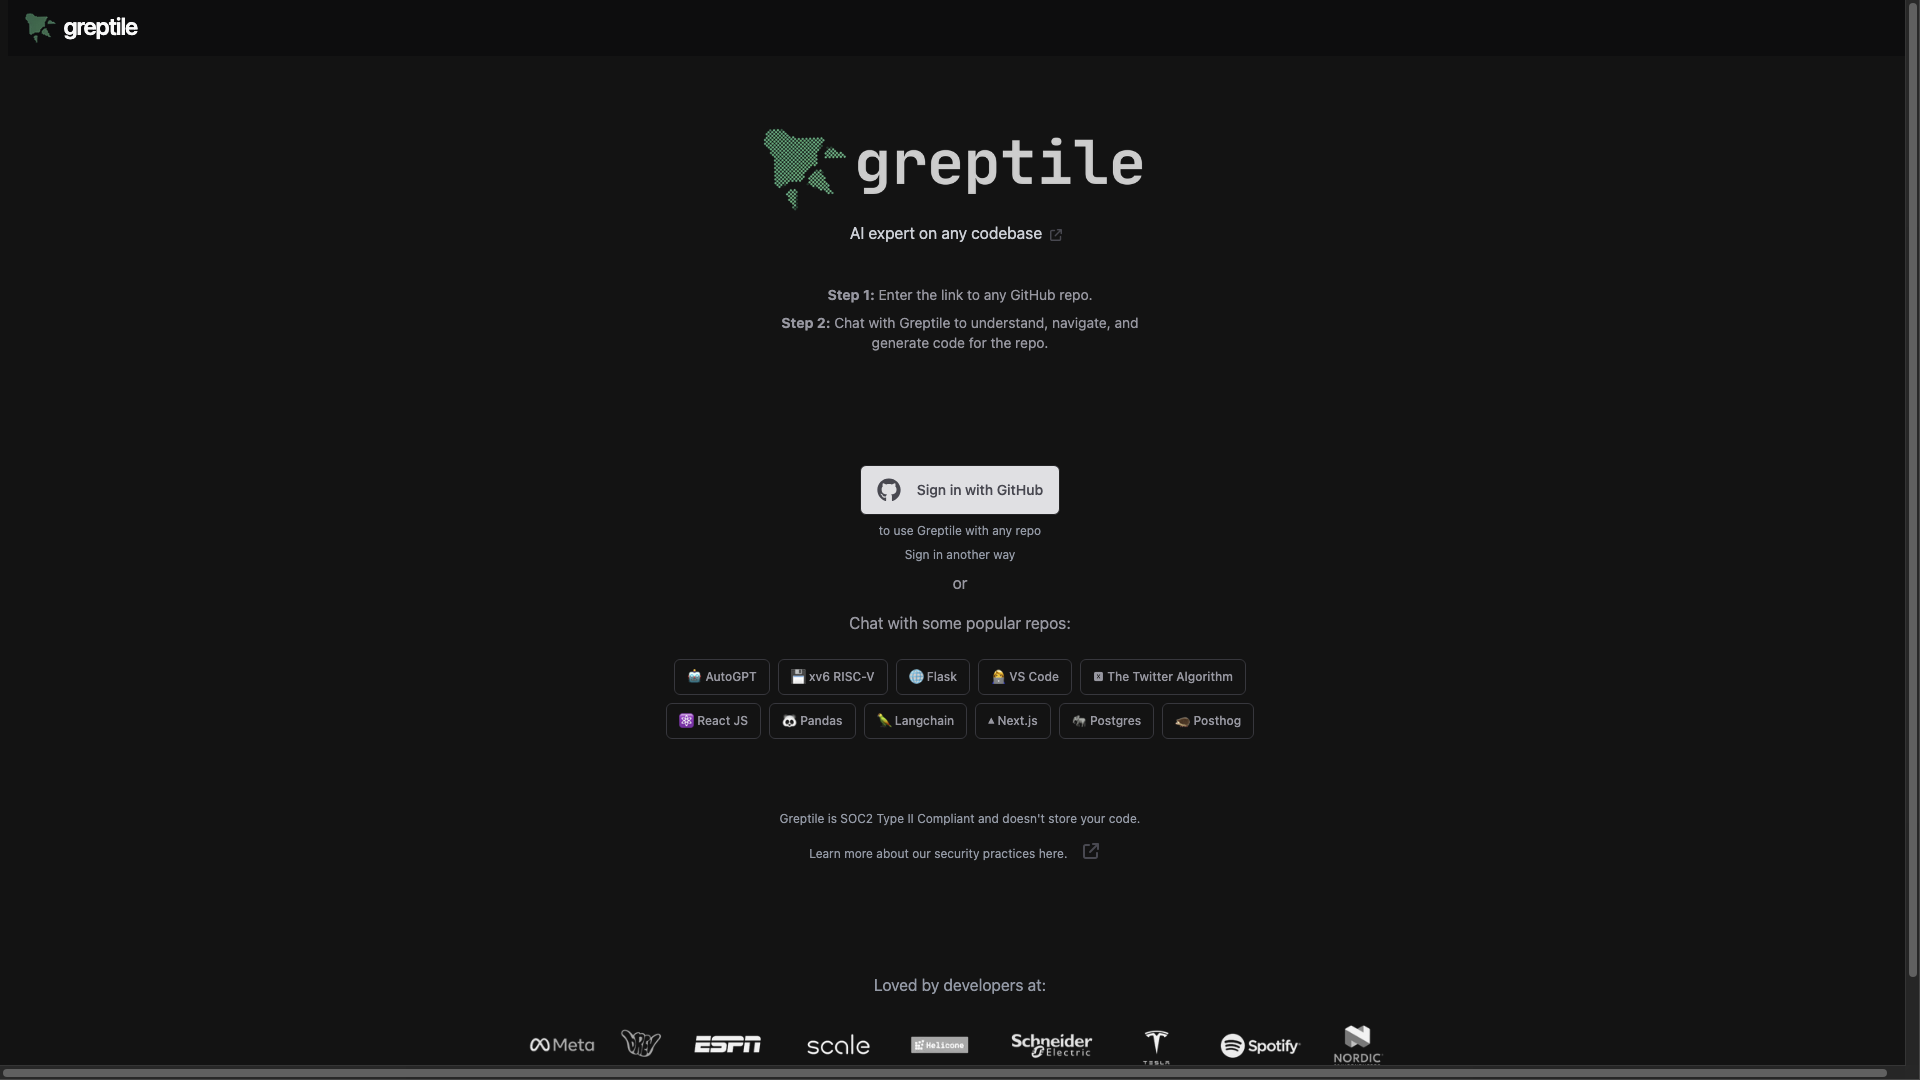 greptile
greptile
AI expert on any codebase
Step 1: Enter the link to any GitHub repo.
Step 2: Chat with Greptile to understand, navigate, and
generate code for the repo.
Sign in with GitHub
to use Greptile with any repo
Sign in another way
or
Chat with some popular repos:
AutoGPT xv6 RISC-V Flask VS Code The Twitter Algorithm
React JS Pandas Langchain Next.js Postgres Posthog
Greptile is SOC2 Type II Compliant and doesn't store your code.
Learn more about our security practices here.
Loved by developers at:
Meta ESPN scale Helicone Schneider Electric TESLA Spotify NORDIC